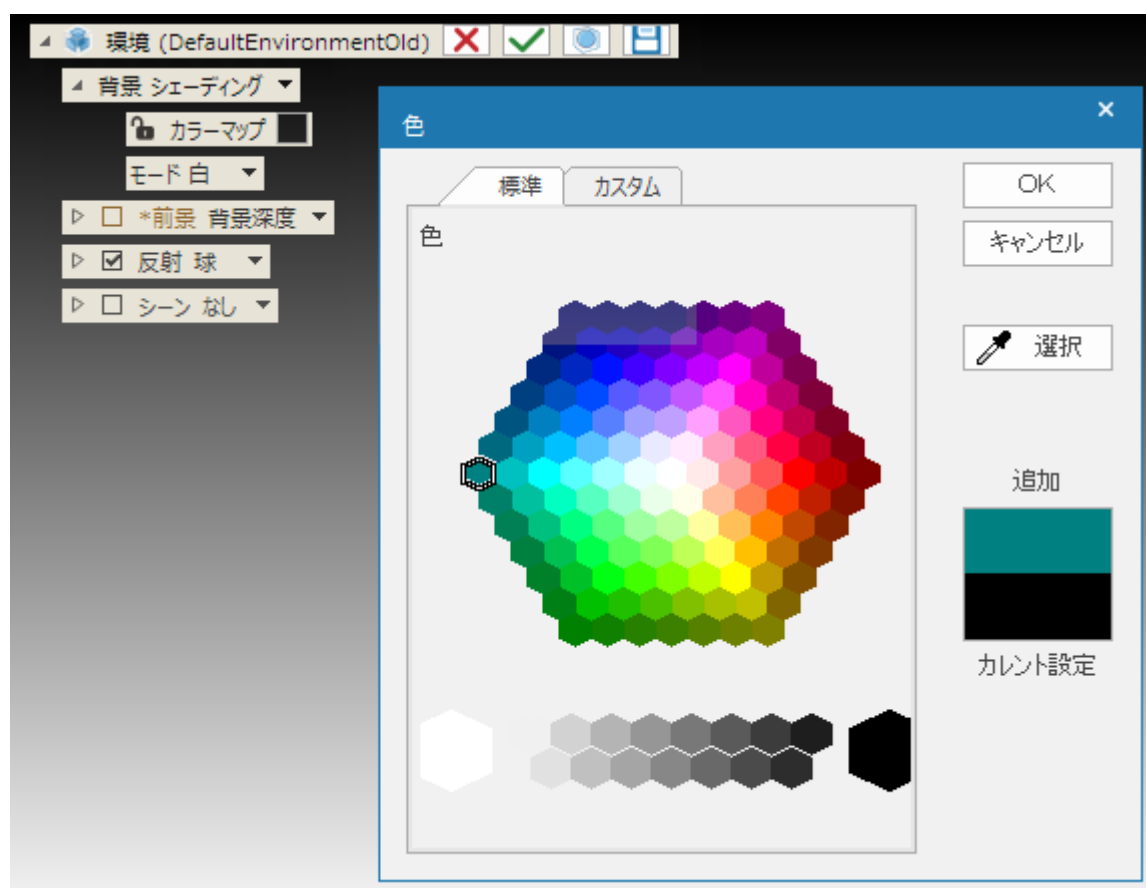 環境 (DefaultEnvironmentOld)
背景 シェーディング
カラーマップ
モード 白
*前景 背景深度
反射 球
シーン なし
色
標準 カスタム
色
OK
キャンセル
選択
追加
カレント設定